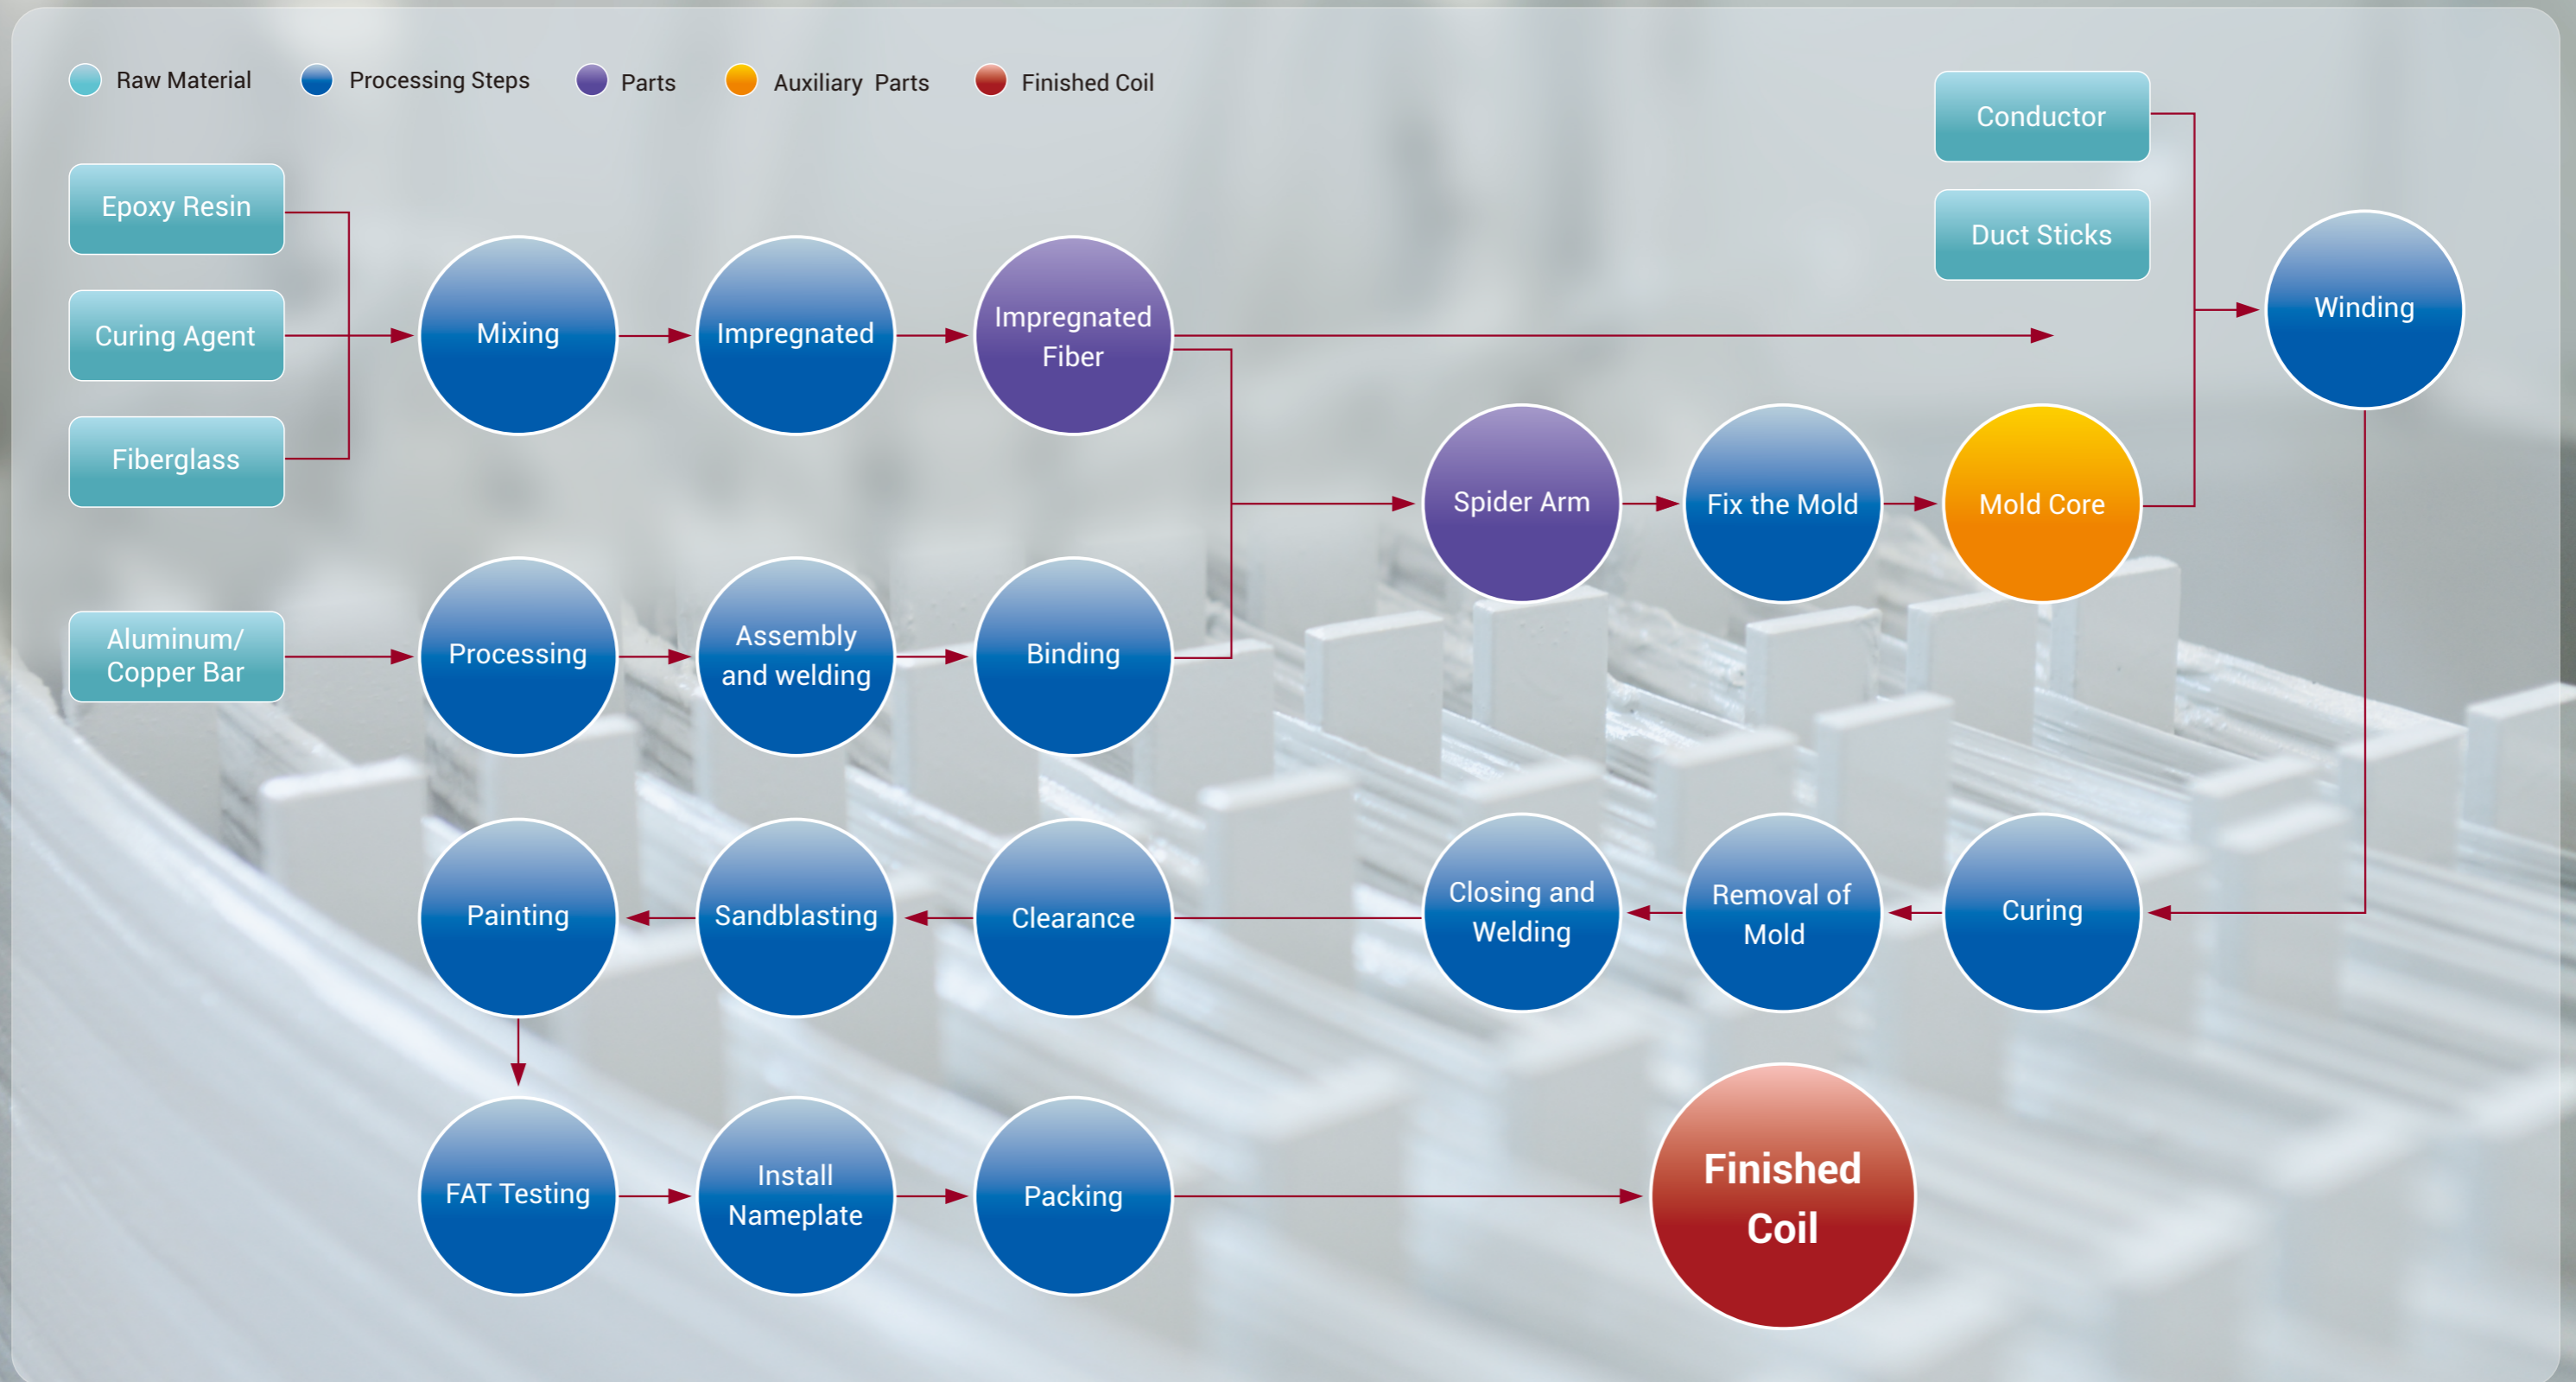 Raw Material
Processing Steps
Parts
Auxiliary Parts
Finished Coil
Conductor
Duct Sticks
Epoxy Resin
Curing Agent
Fiberglass
Mixing
Impregnated
Impregnated
Fiber
Winding
Spider Arm
Fix the Mold
Mold Core
Aluminum/
Copper Bar
Processing
Assembly
and welding
Binding
Painting
Sandblasting
Clearance
Closing and
Welding
Removal of
Mold
Curing
FAT Testing
Install
Nameplate
Packing
Finished
Coil